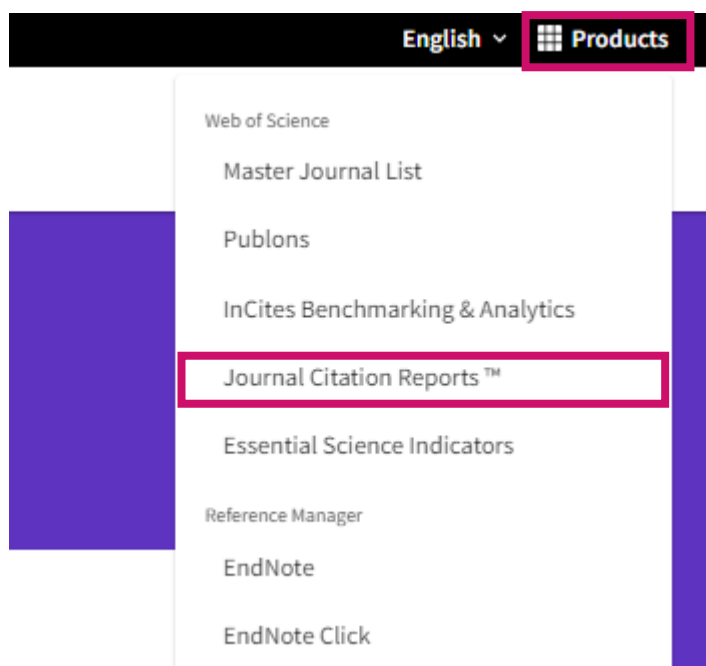 English Products
Web of Science
Master Journal List
Publons
InCites Benchmarking & Analytics
Journal Citation Reports™
Essential Science Indicators
Reference Manager
EndNote
EndNote Click